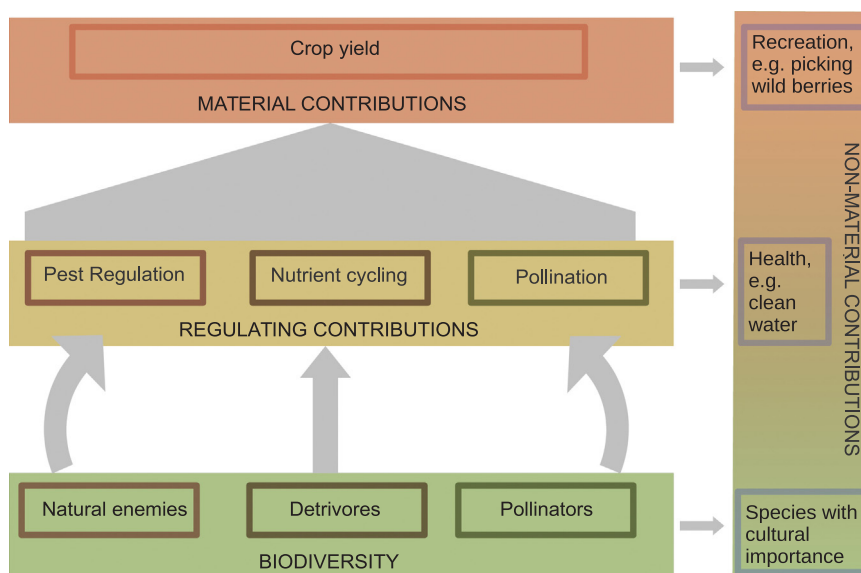 Crop yield
MATERIAL CONTRIBUTIONS
Recreation,
e.g. picking
wild berries
Pest Regulation
Nutrient cycling
Pollination
REGULATING CONTRIBUTIONS
Health,
e.g.
clean
water
NON-MATERIAL CONTRIBUTIONS
Natural enemies
Detrivores
Pollinators
BIODIVERSITY
Species with
cultural
importance